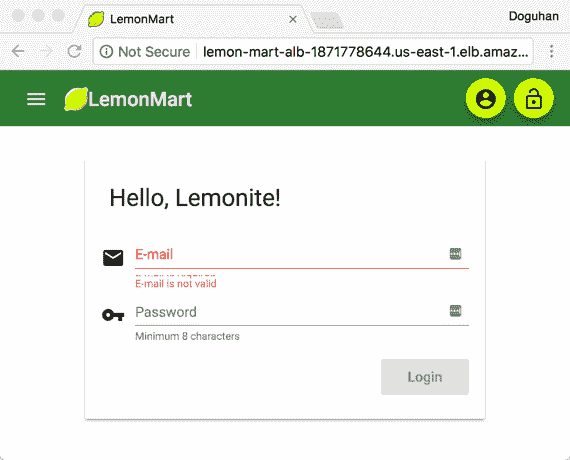 LemonMart
Doguhan
Not Secure
lemon-mart-alb-1871778644.us-east-1.elb.amaz...
LemonMart
Hello, Lemonite!
E-mail
E-mail is not valid
Password
Minimum 8 characters
Login